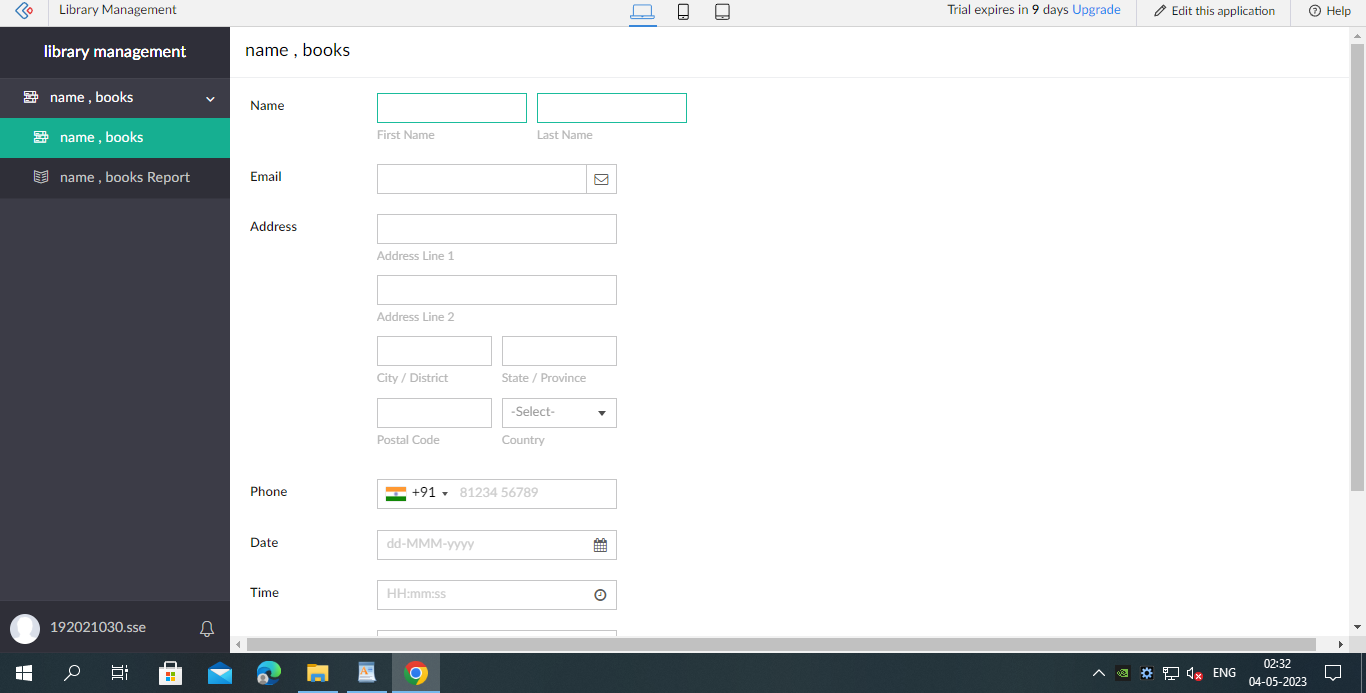 Library Management
Trial expires in 9 days Upgrade
Edit this application
Help
library management
name , books
name , books
name , books Report
192021030.sse
name , books
Name
First Name
Last Name
Email
Address
Address Line 1
Address Line 2
City / District
State / Province
-Select-
Postal Code
Country
Phone
+91
81234 56789
Date
dd-MMM-yyyy
Time
HH:mm:ss
ENG
02:32
04-05-2023